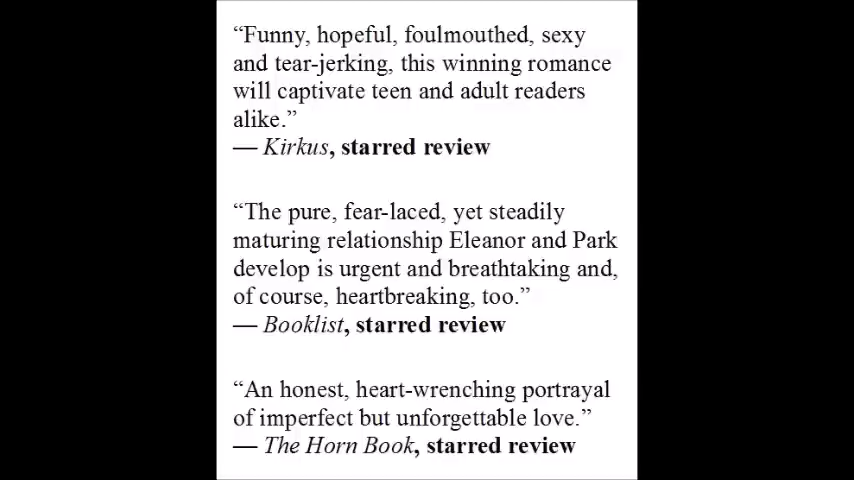 “Funny, hopeful, foulmouthed, sexy
and tear-jerking, this winning romance
will captivate teen and adult readers
alike.”
— Kirkus, starred review
“The pure, fear-laced, yet steadily
maturing relationship Eleanor and Park
develop is urgent and breathtaking and,
of course, heartbreaking, too.”
— Booklist, starred review
“An honest, heart-wrenching portrayal
of imperfect but unforgettable love.”
— The Horn Book, starred review